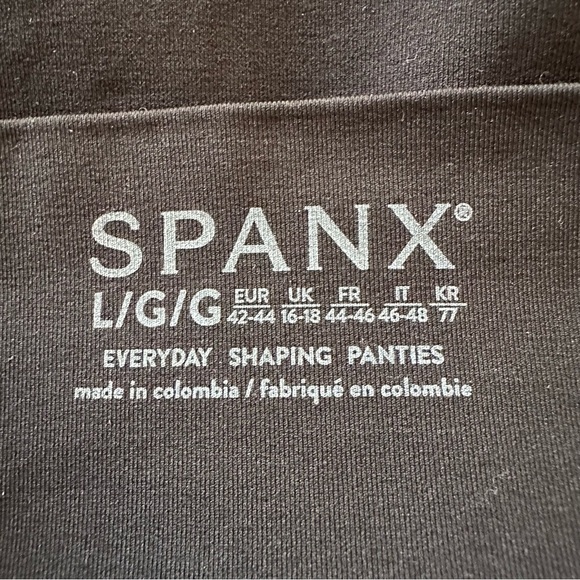 SPANX®
L/G/G EUR 42-44 UK 16-18 FR 44-46 IT 46-48 KR 77
EVERYDAY SHAPING PANTIES
made in colombia / fabriqué en colombie